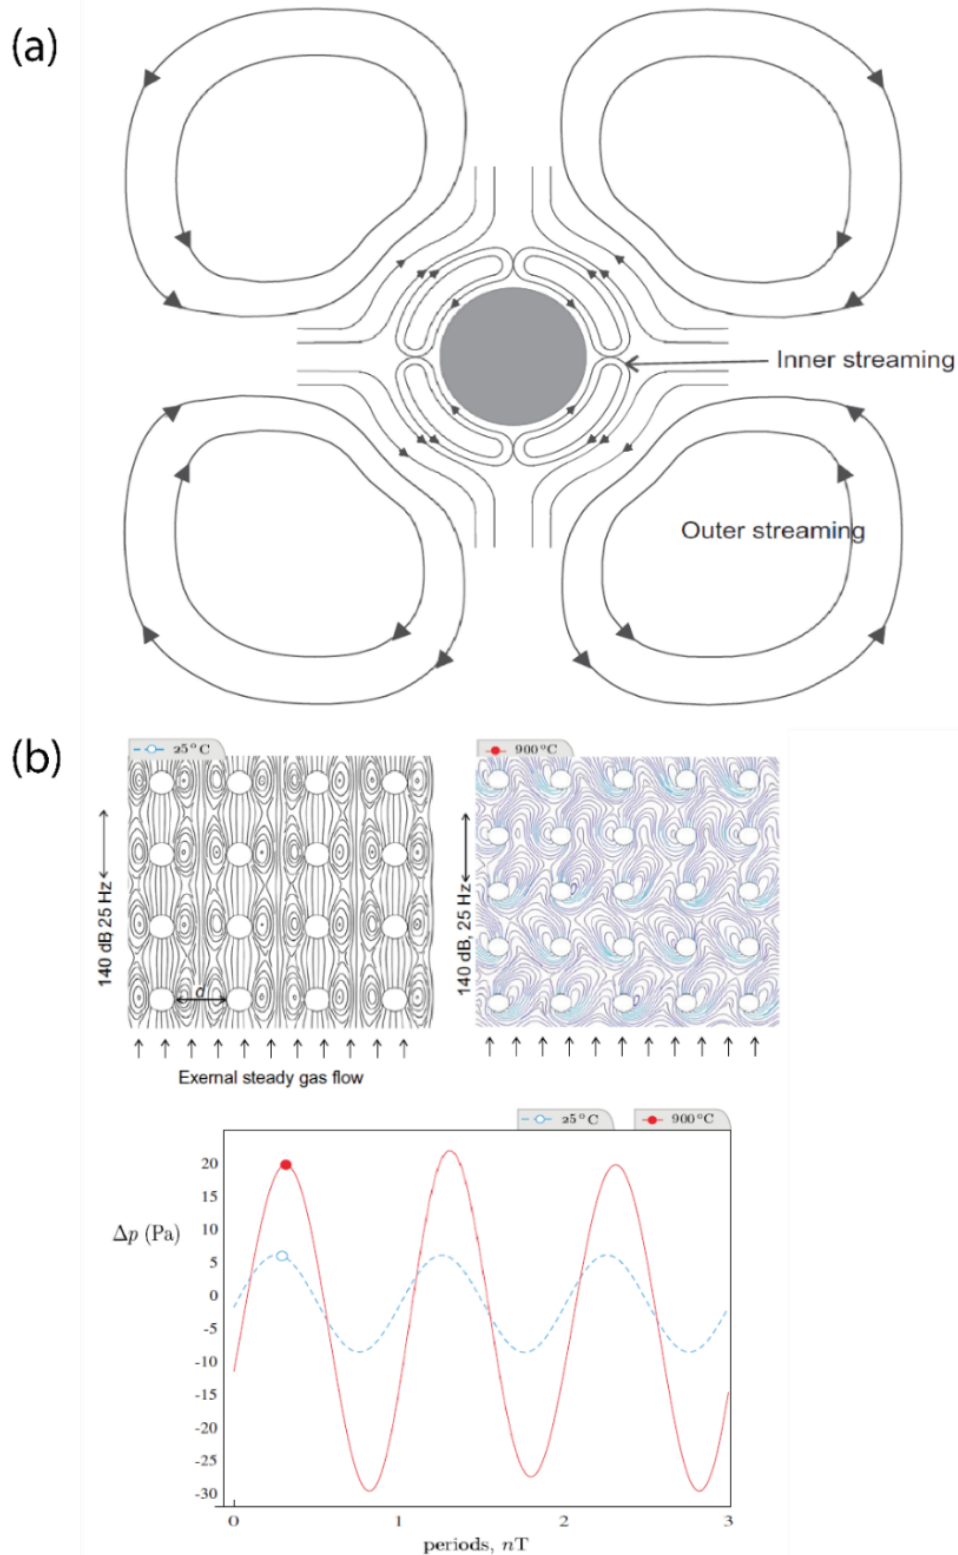 (a)
Inner streaming
Outer streaming
(b)
25°C
900°C
140 dB, 25 Hz
d
140 dB, 25 Hz
Exernal steady gas flow
25°C
900°C
20
15
10
Δp (Pa)
5
0
-5
-10
-15
-20
-25
-30
0 1 2 3
periods, nT